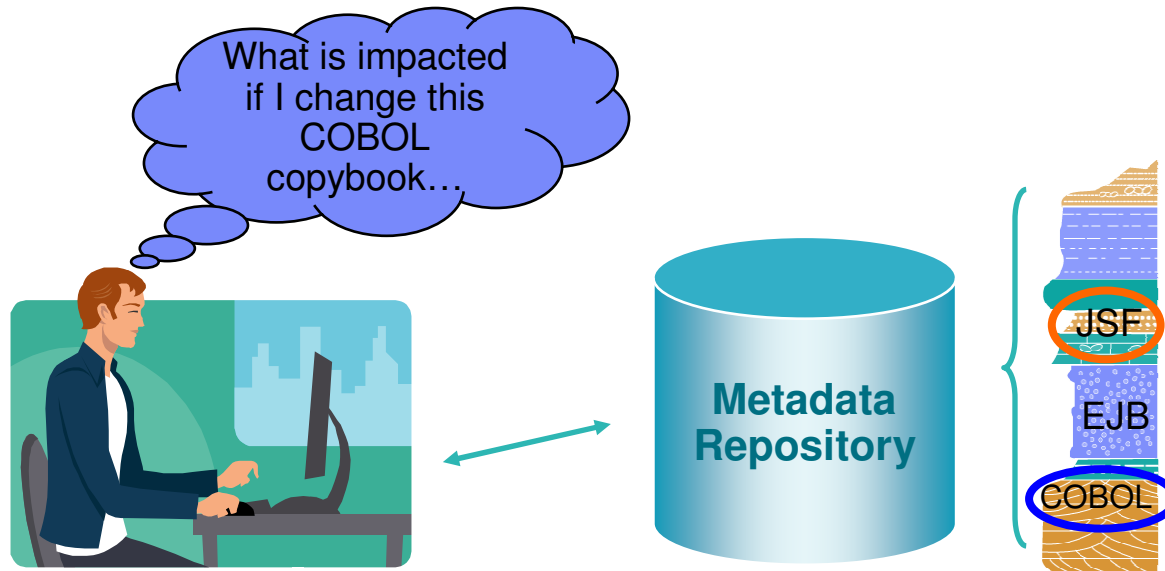 What is impacted
if I change this
COBOL
copybook…
JSF
Metadata
Repository
EJB
COBOL